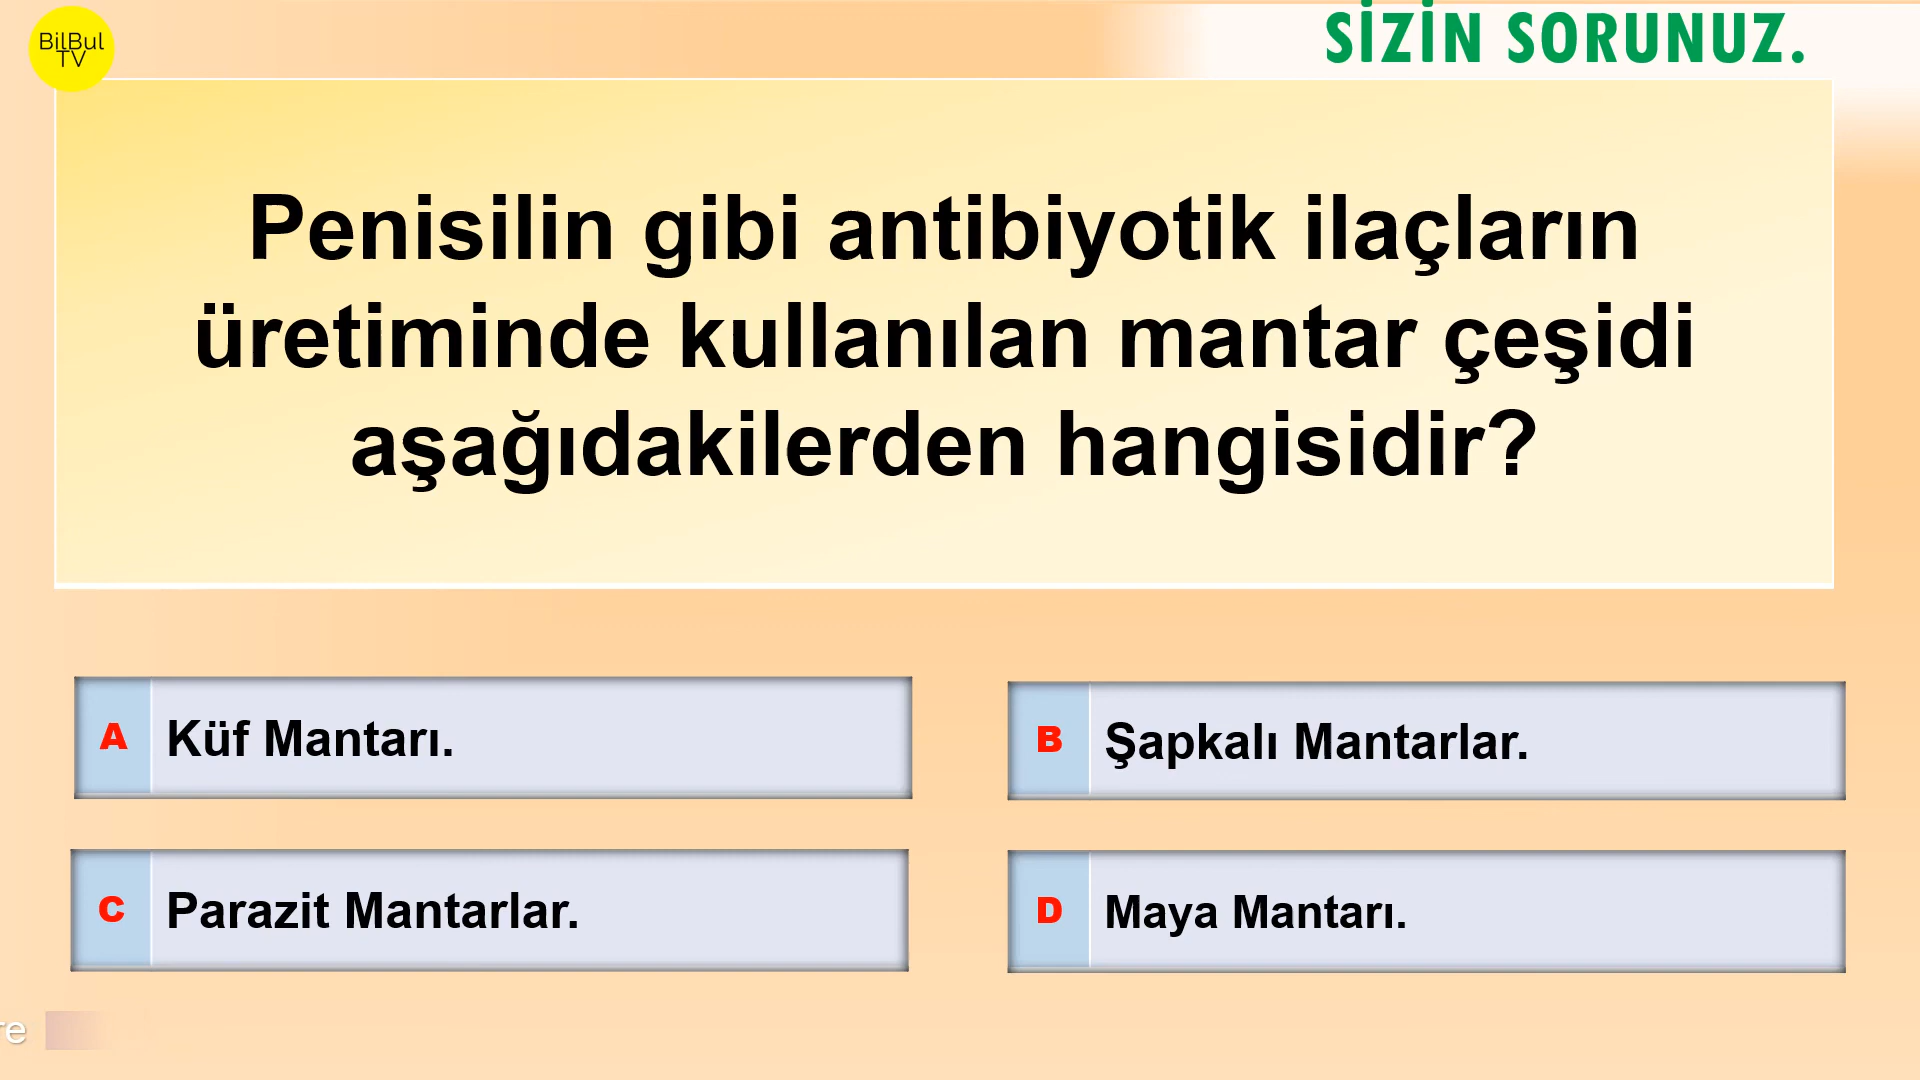 BilBul
TV
SİZİN SORUNUZ.
Penisilin gibi antibiyotik ilaçların
üretiminde kullanılan mantar çeşidi
aşağıdakilerden hangisidir?
A Küf Mantarı.
B Şapkalı Mantarlar.
C Parazit Mantarlar.
D Maya Mantarı.